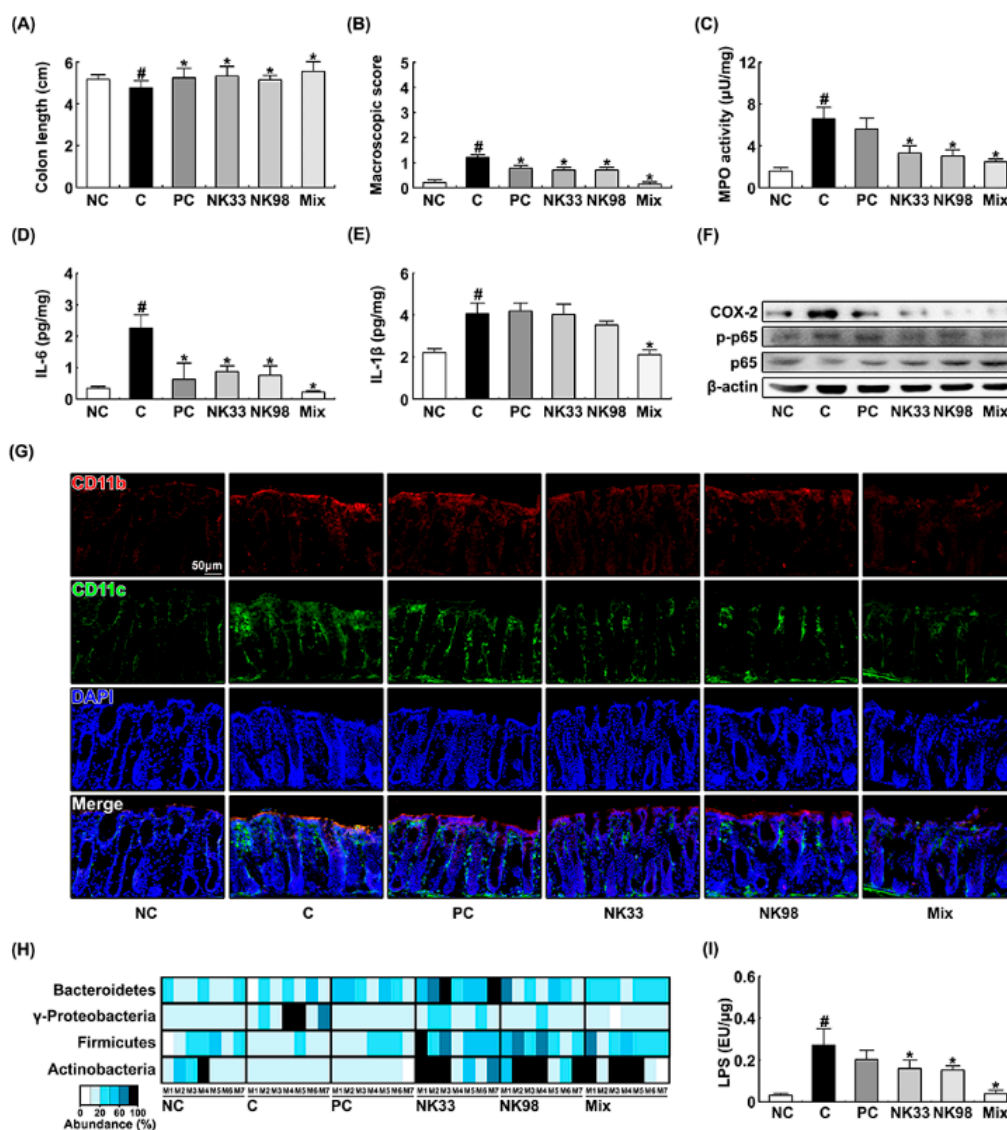 (A)
Colon length (cm)
6
4
2
0
#
*
*
*
*
NC C PC NK33 NK98 Mix
(B)
Macroscopic score
5
4
3
2
1
0
#
*
*
*
*
NC C PC NK33 NK98 Mix
(C)
MPO activity (μU/mg)
12
8
4
0
#
*
*
*
NC C PC NK33 NK98 Mix
(D)
IL-6 (pg/mg)
4
3
2
1
0
#
*
*
*
*
NC C PC NK33 NK98 Mix
(E)
IL-1β (pg/mg)
6
4
2
0
#
*
NC C PC NK33 NK98 Mix
(F)
COX-2
p-p65
p65
β-actin
NC C PC NK33 NK98 Mix
(G)
CD11b
50μm
CD11c
DAPI
Merge
NC C PC NK33 NK98 Mix
(H)
Bacteroidetes
γ-Proteobacteria
Firmicutes
Actinobacteria
M1 M2 M3 M4 M5 M6 M7 M1 M2 M3 M4 M5 M6 M7 M1 M2 M3 M4 M5 M6 M7 M1 M2 M3 M4 M5 M6 M7 M1 M2 M3 M4 M5 M6 M7 M1 M2 M3 M4 M5 M6 M7
NC C PC NK33 NK98 Mix
0 20 60 100
Abundance (%)
(I)
LPS (EU/μg)
0.6
0.4
0.2
0
#
*
*
*
NC C PC NK33 NK98 Mix